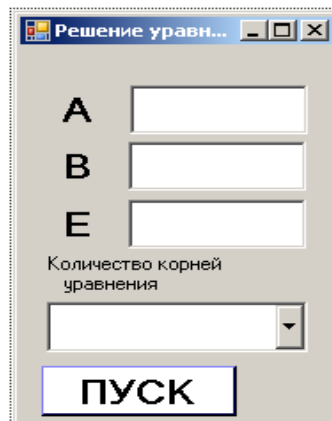 Решение уравн...
A
B
E
Количество корней
уравнения
ПУСК